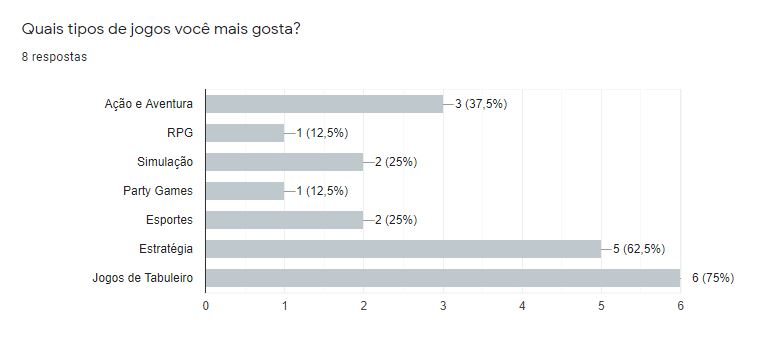 Quais tipos de jogos você mais gosta?
8 respostas
Ação e Aventura 3 (37,5%)
RPG 1 (12,5%)
Simulação 2 (25%)
Party Games 1 (12,5%)
Esportes 2 (25%)
Estratégia 5 (62,5%)
Jogos de Tabuleiro 6 (75%)
0 1 2 3 4 5 6